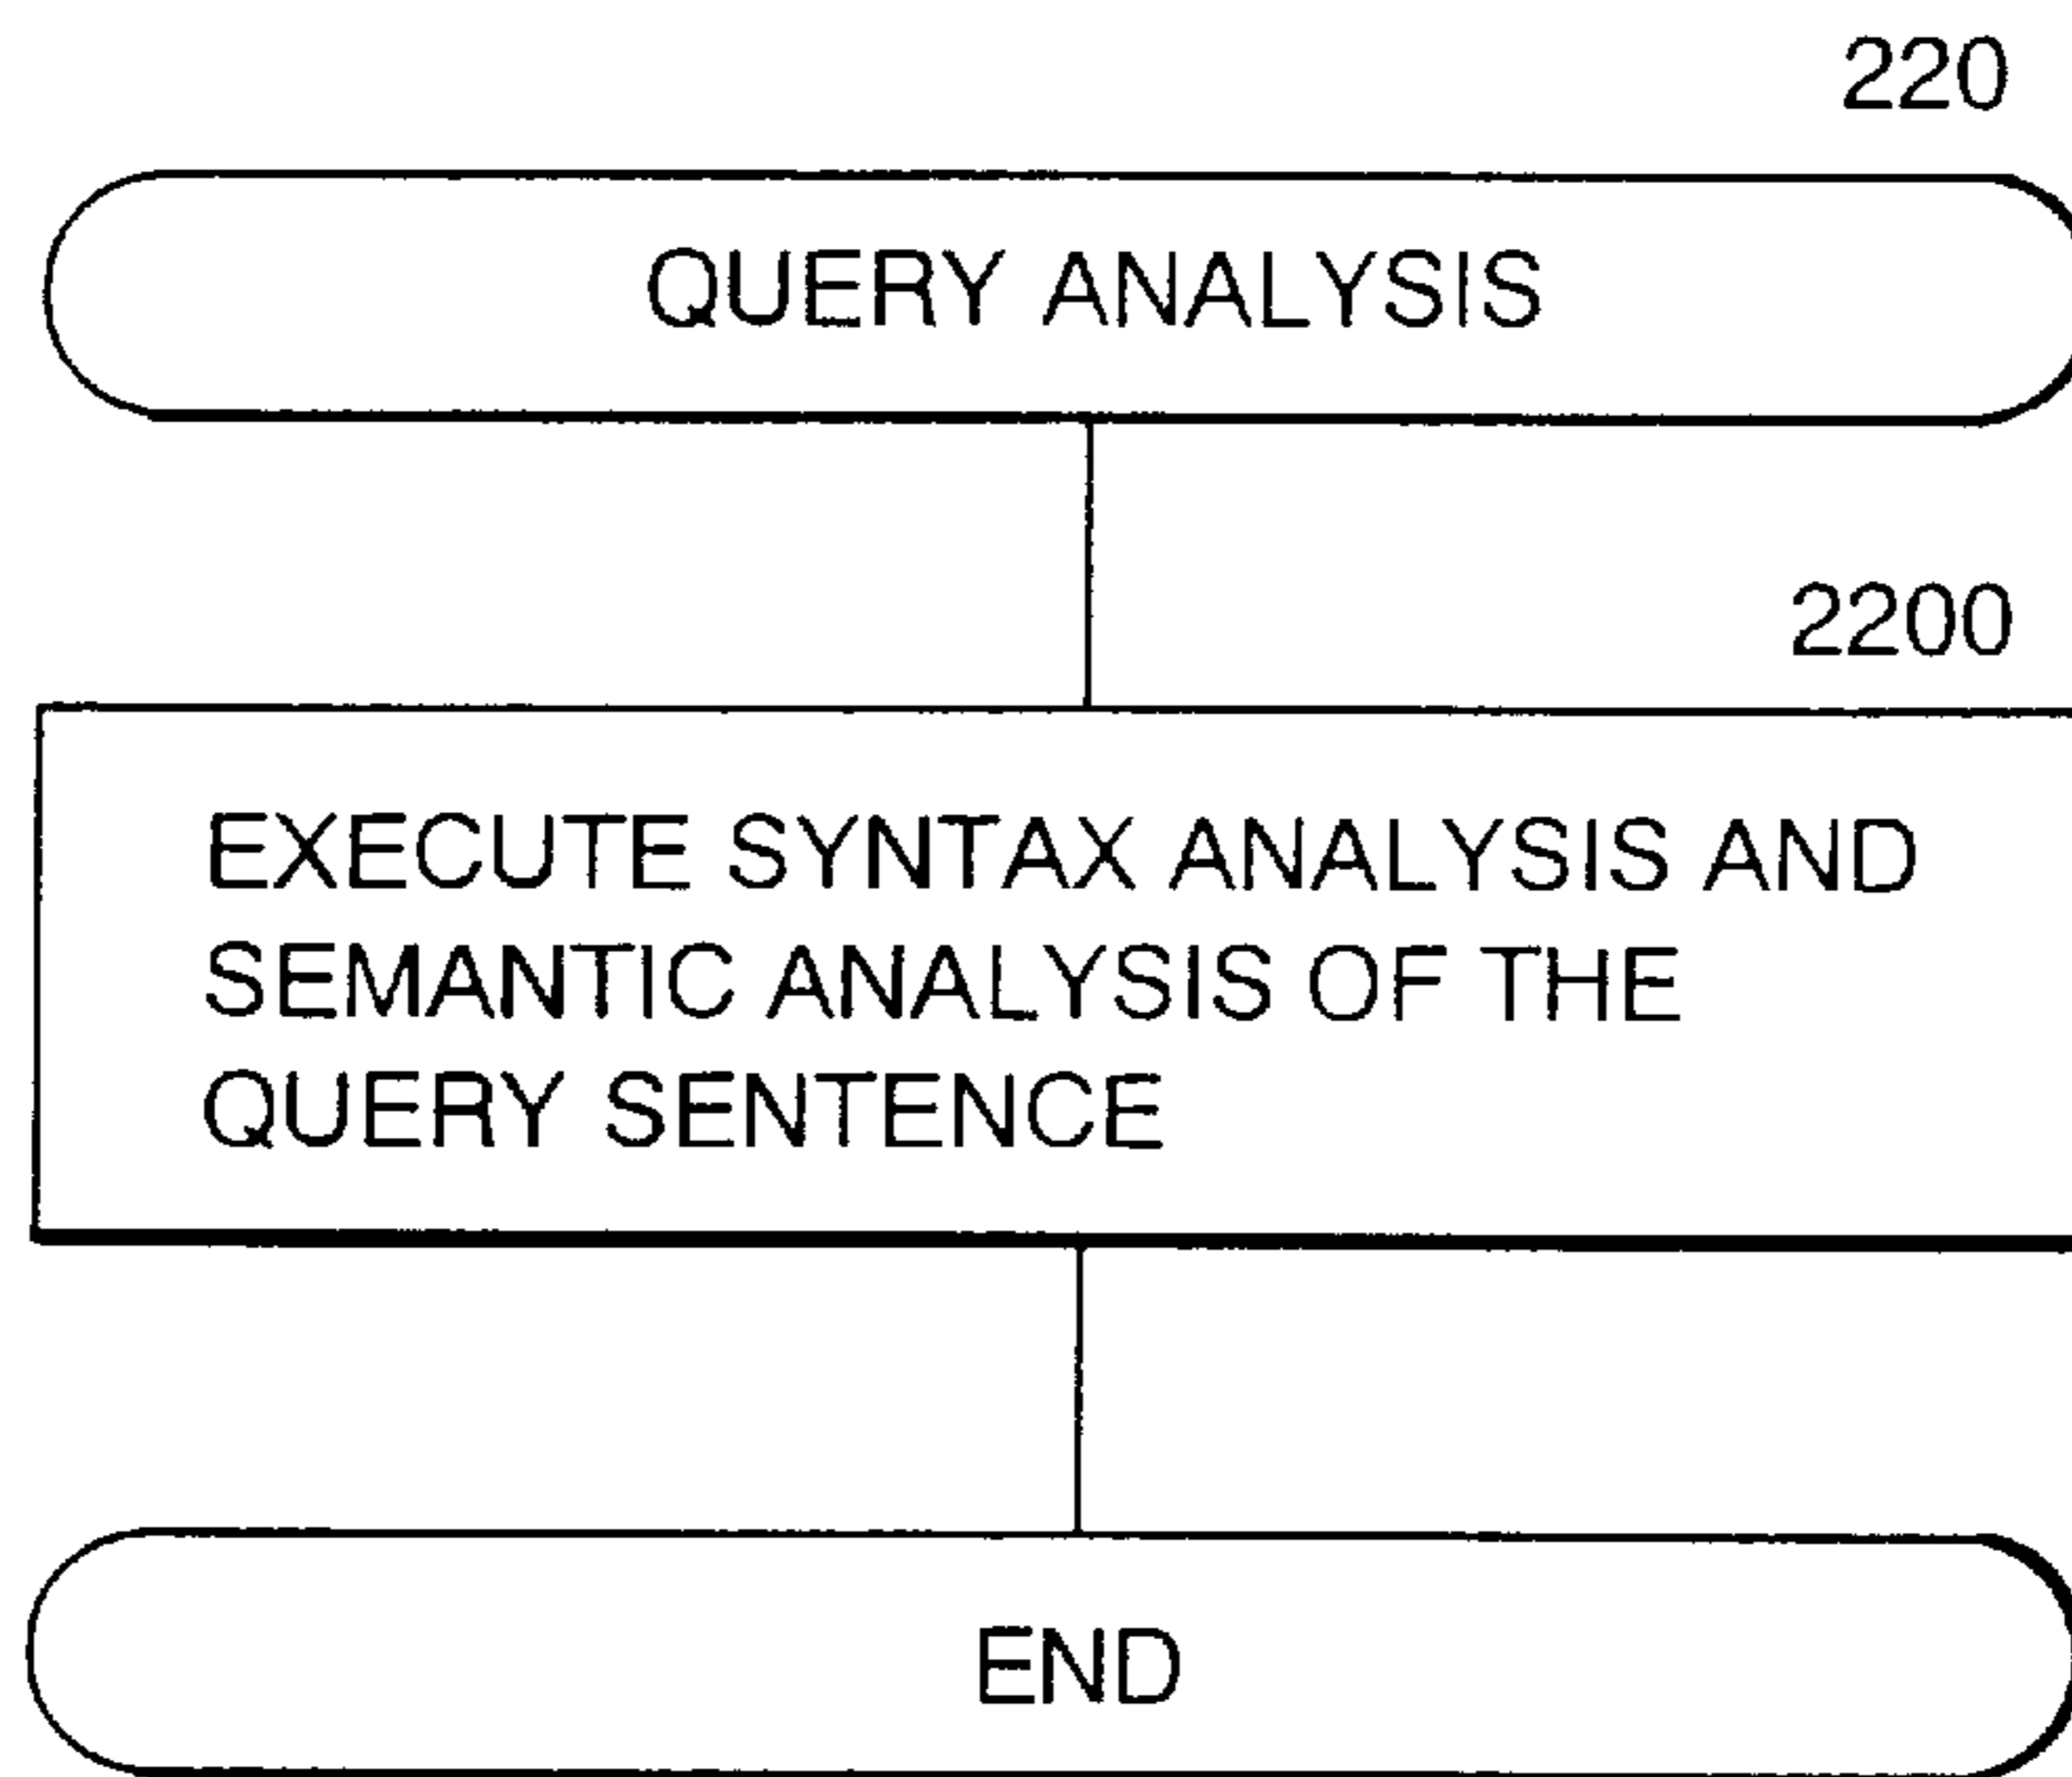 220
QUERY ANALYSIS
2200
EXECUTE SYNTAX ANALYSIS AND
SEMANTIC ANALYSIS OF THE
QUERY SENTENCE
END